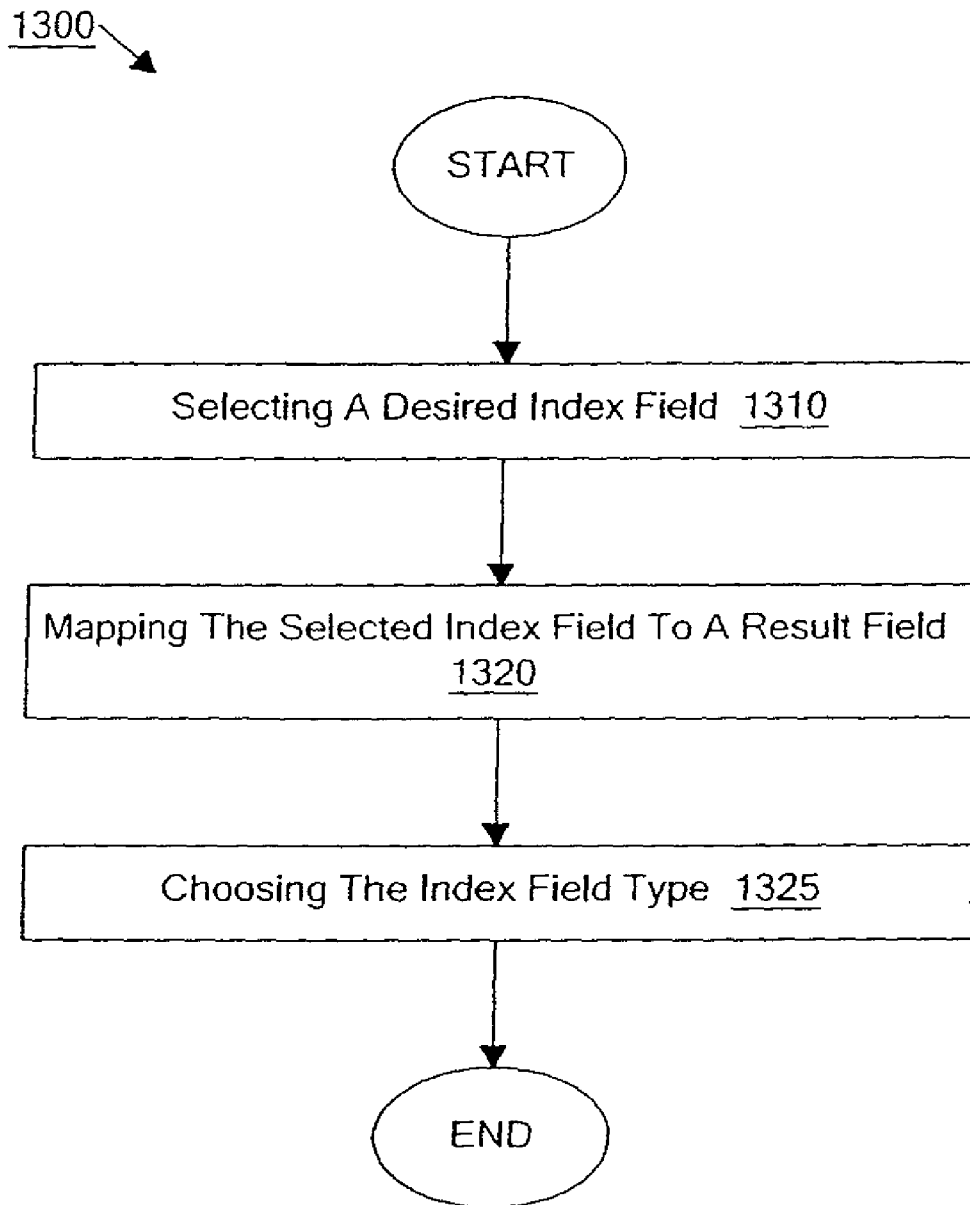 1300
START
Selecting A Desired Index Field 1310
Mapping The Selected Index Field To A Result Field
1320
Choosing The Index Field Type 1325
END